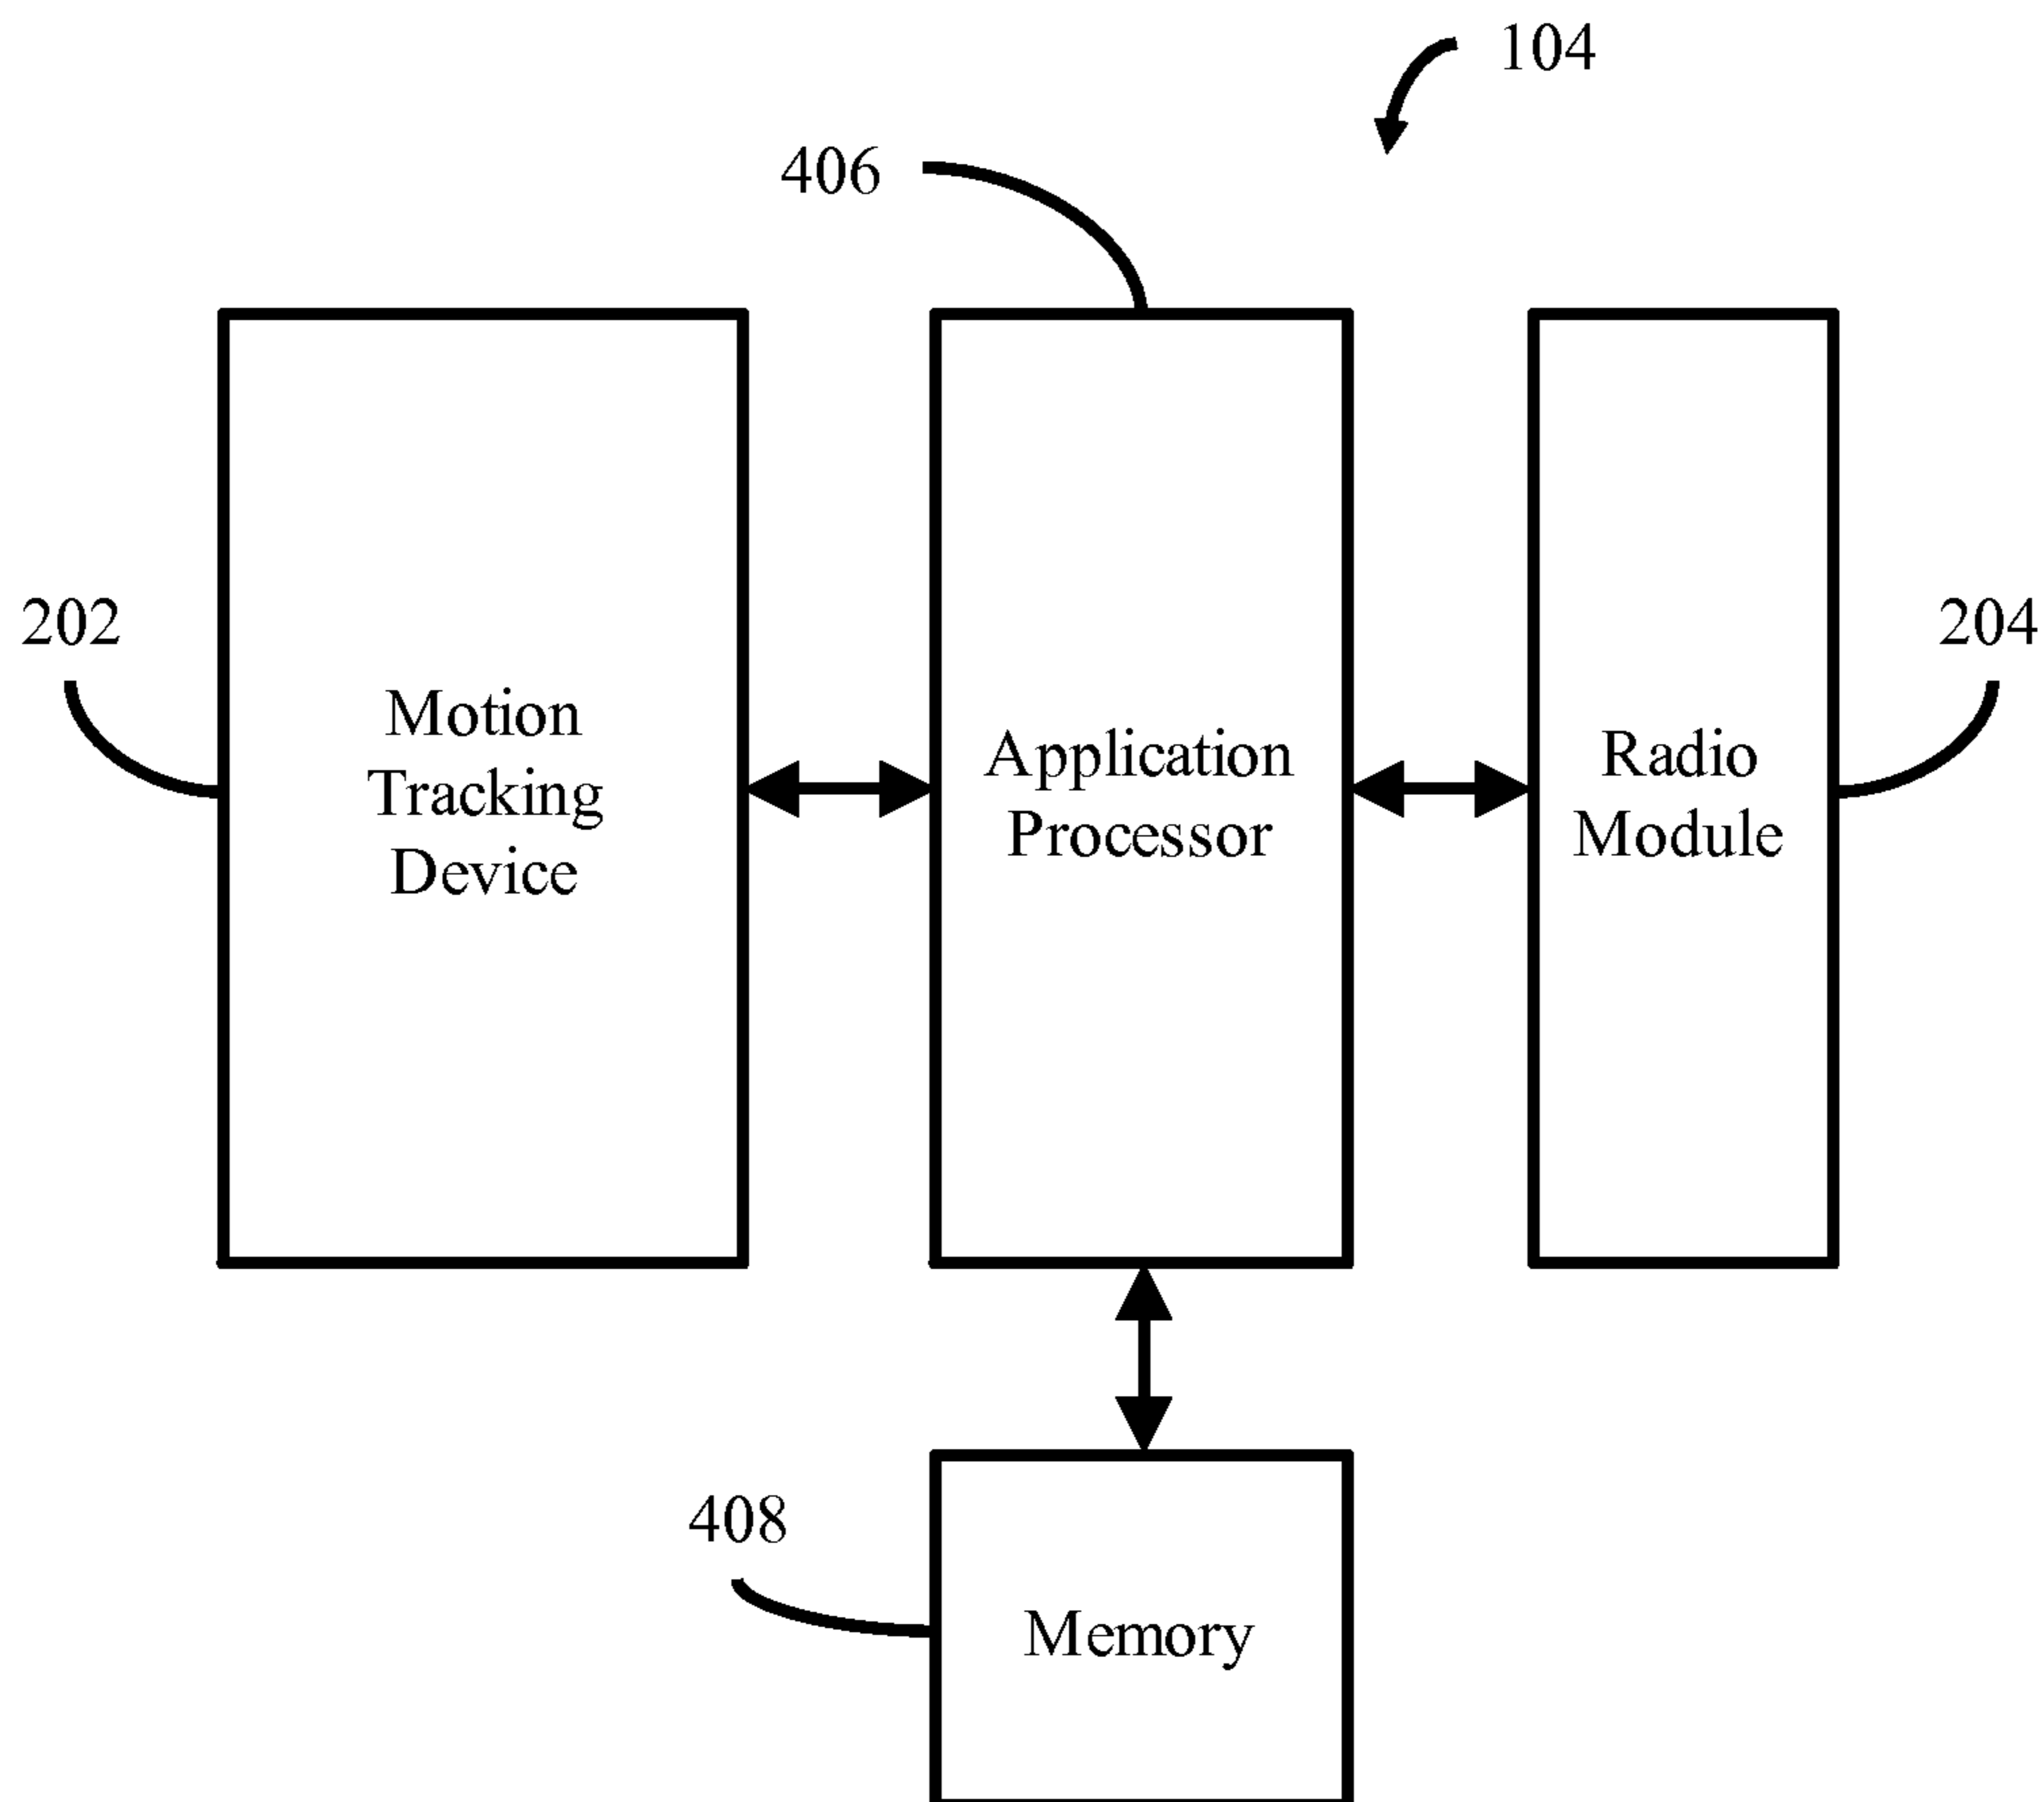 104
406
202
204
Motion
Tracking
Device
Application
Processor
Radio
Module
408
Memory